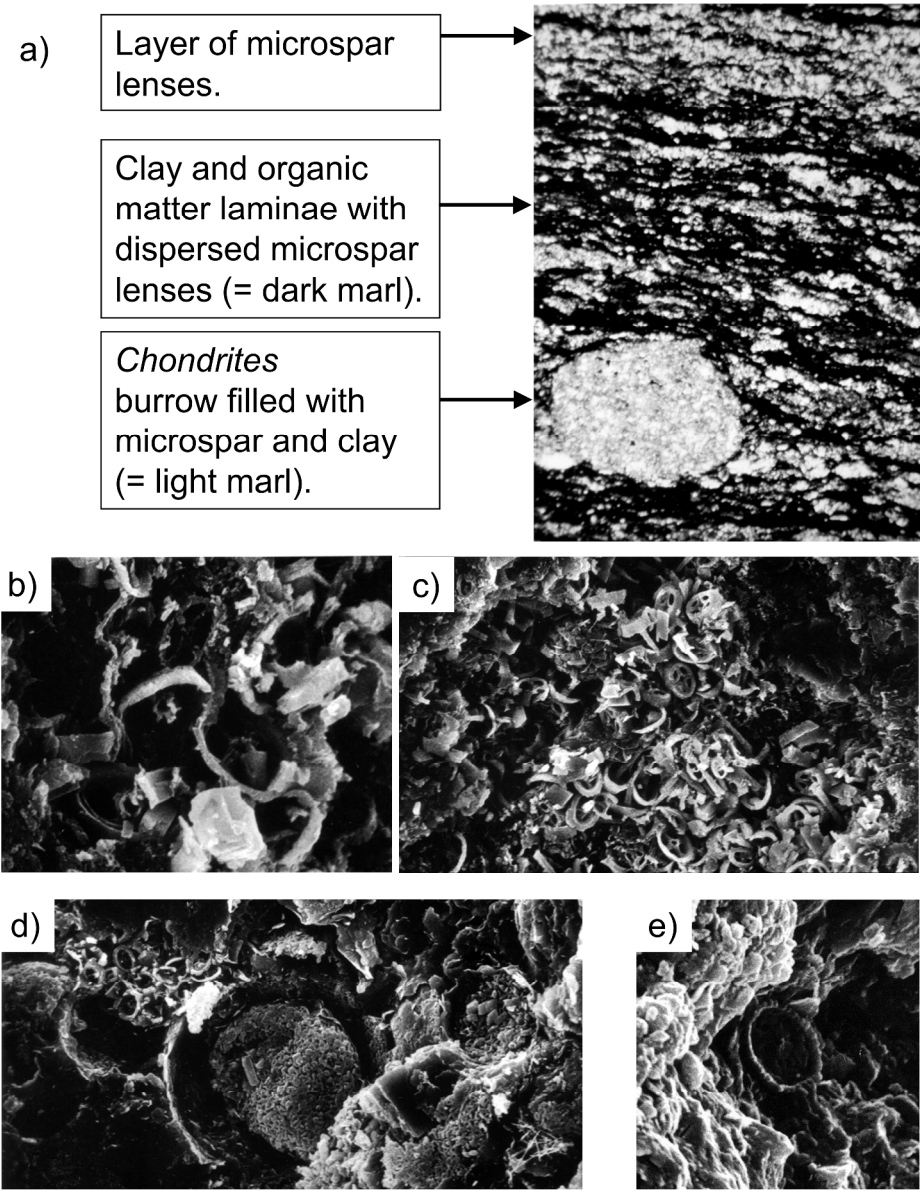 a)
Layer of microspar
lenses.
Clay and organic
matter laminae with
dispersed microspar
lenses (= dark marl).
Chondrites
burrow filled with
microspar and clay
(= light marl).
b)
c)
d)
e)